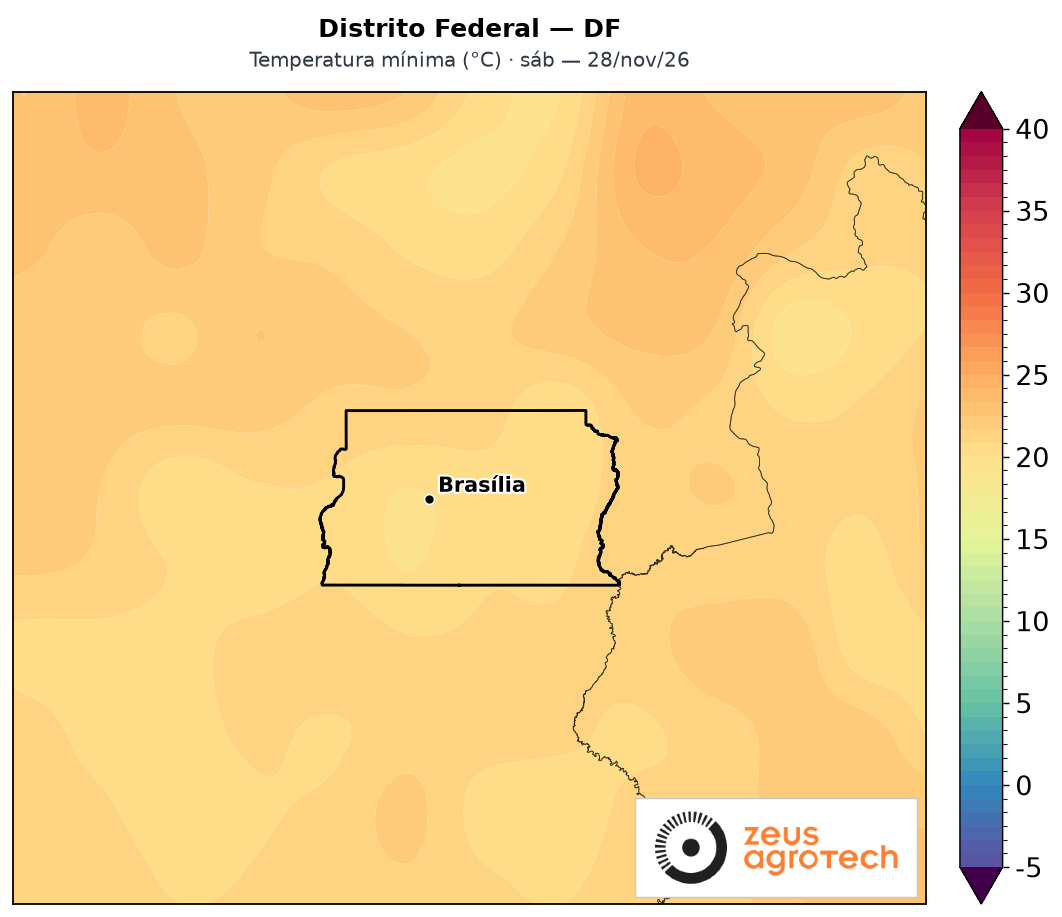 Distrito Federal — DF
Temperatura mínima (°C) · sáb — 28/nov/26
Brasília
40
35
30
25
20
15
10
5
0
-5
zeus
agrotech